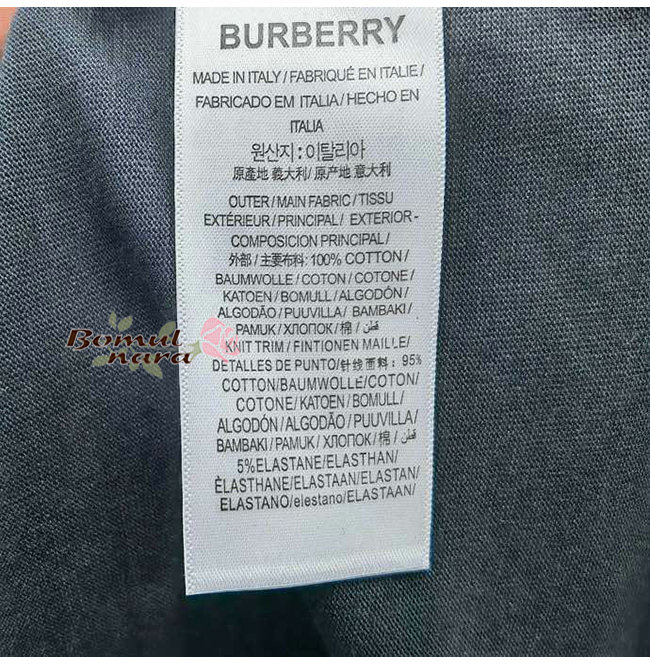 BURBERRY
MADE IN ITALY / FABRIQUÉ EN ITALIE /
FABRICADO EM ITALIA / HECHO EN
ITALIA
원산지 : 이탈리아
原産地 義大利/ 原产地 意大利
OUTER / MAIN FABRIC / TISSU
EXTÉRIEUR / PRINCIPAL / EXTERIOR -
COMPOSICION PRINCIPAL /
外部 / 主要布料: 100% COTTON /
BAUMWOLLE / COTON / COTONE /
KATOEN / BOMULL / ALGODÓN /
ALGODÃO / PUUVILLA / BAMBAKI /
PAMUK / ХЛОПОК / 棉 / قطن /
KNIT TRIM / FINTIONEN MAILLE /
DETALLES DE PUNTO / 针线面料 : 95%
COTTON/BAUMWOLLE/COTON/
COTONE/ KATOEN / BOMULL/
ALGODÓN / ALGODÃO / PUUVILLA/
BAMBAKI / PAMUK / ХЛОПОК / 棉 / قطن /
5%ELASTANE/ELASTHAN/
ÈLASTHANE/ELASTAAN/ELASTAN/
ELASTANO/elestano/ELASTAAN/
Bomul
nara